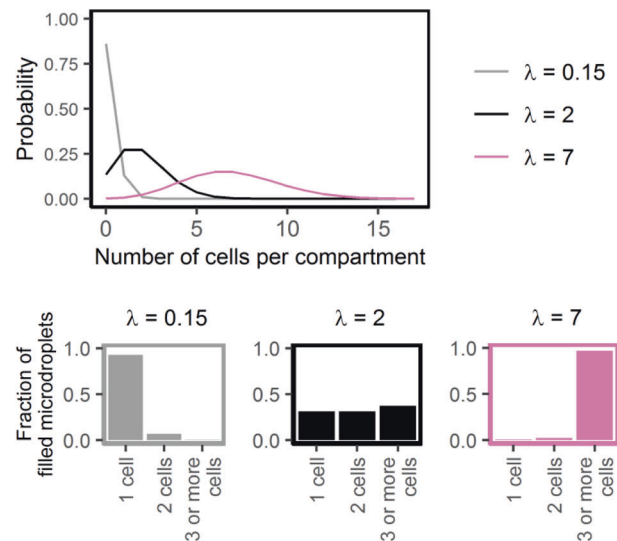 Probability
1.00
0.75
0.50
0.25
0.00
0 5 10 15
Number of cells per compartment
λ = 0.15
λ = 2
λ = 7
Fraction of
filled microdroplets
λ = 0.15
1.0
0.5
0.0
1 cell
2 cells
3 or more
cells
λ = 2
1.0
0.5
0.0
1 cell
2 cells
3 or more
cells
λ = 7
1.0
0.5
0.0
1 cell
2 cells
3 or more
cells